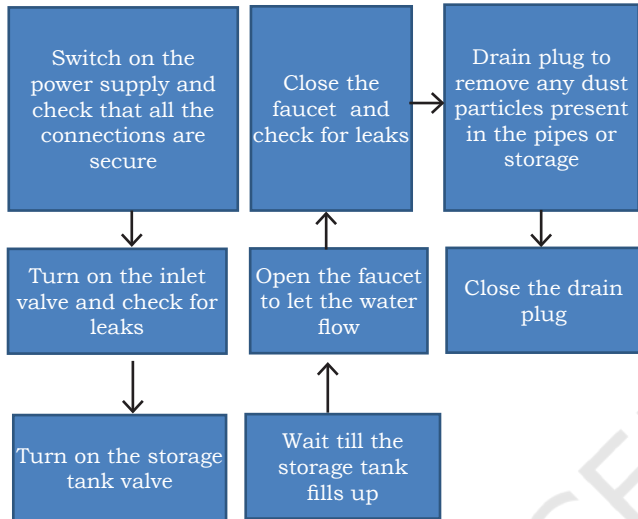 Switch on the
power supply and
check that all the
connections are
secure
Turn on the inlet
valve and check for
leaks
Turn on the storage
tank valve
Wait till the
storage tank
fills up
Open the faucet
to let the water
flow
Close the
faucet and
check for leaks
Drain plug to
remove any dust
particles present
in the pipes or
storage
Close the drain
plug